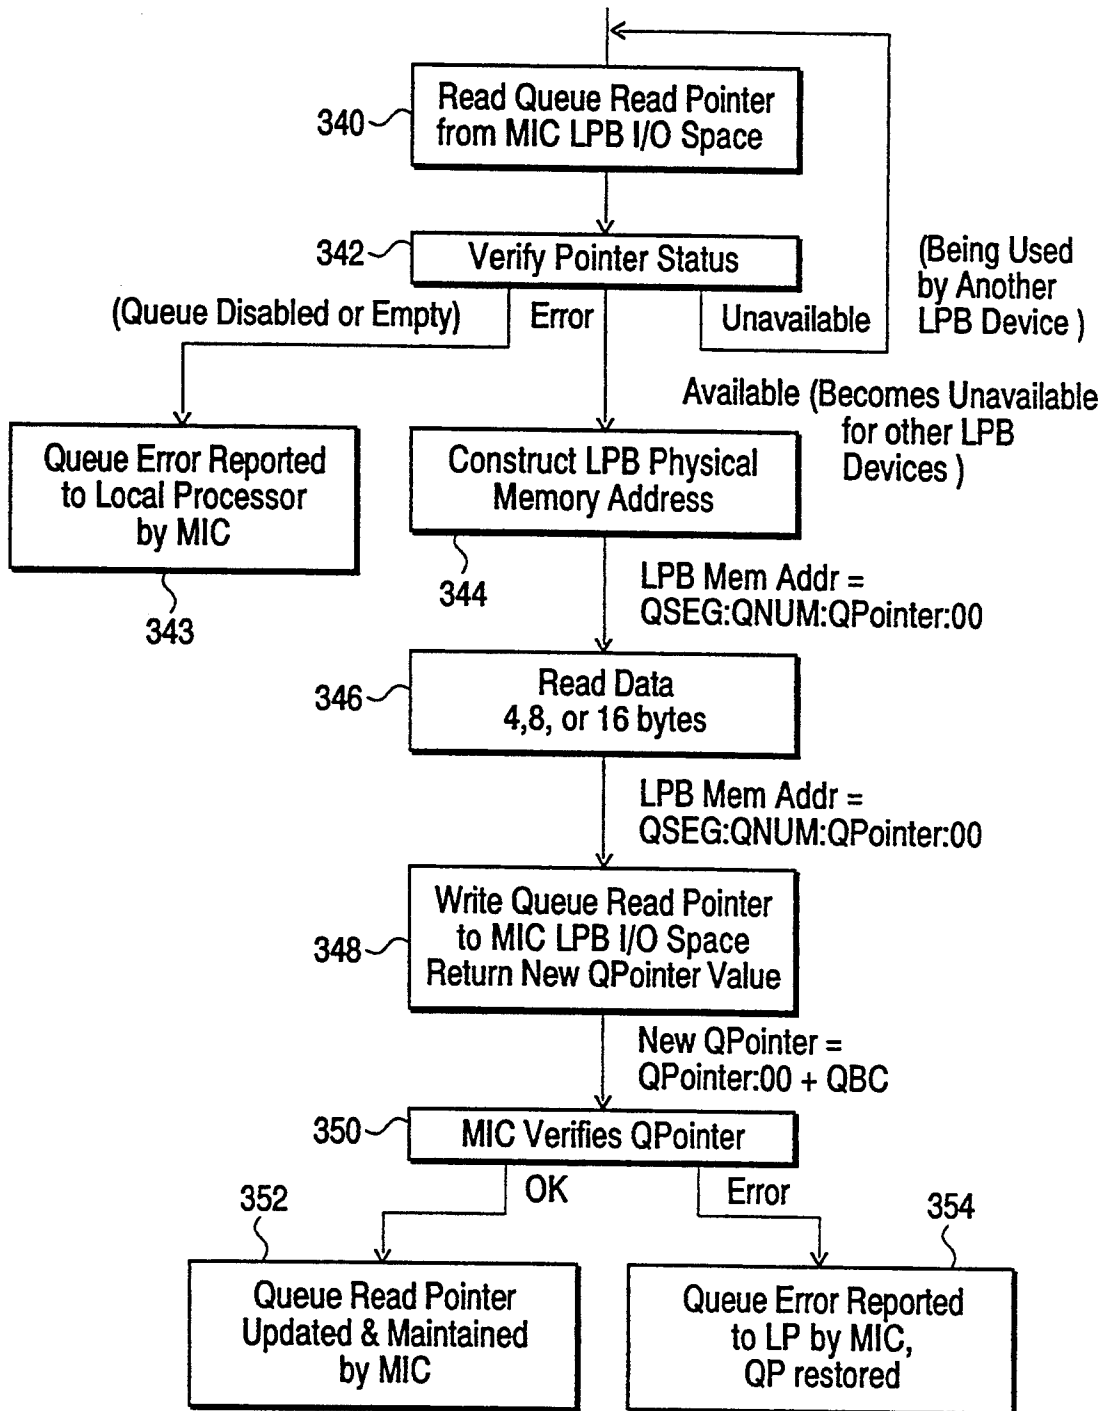 340
Read Queue Read Pointer
from MIC LPB I/O Space
342
Verify Pointer Status
(Being Used
by Another
LPB Device )
(Queue Disabled or Empty)
Error
Unavailable
Available (Becomes Unavailable
for other LPB
Devices )
Queue Error Reported
to Local Processor
by MIC
343
Construct LPB Physical
Memory Address
344
LPB Mem Addr =
QSEG:QNUM:QPointer:00
346
Read Data
4,8, or 16 bytes
LPB Mem Addr =
QSEG:QNUM:QPointer:00
348
Write Queue Read Pointer
to MIC LPB I/O Space
Return New QPointer Value
New QPointer =
QPointer:00 + QBC
350
MIC Verifies QPointer
OK
Error
352
Queue Read Pointer
Updated & Maintained
by MIC
354
Queue Error Reported
to LP by MIC,
QP restored